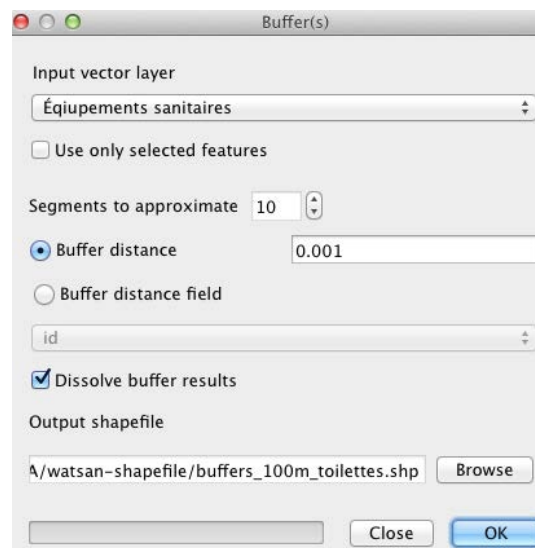 Buffer(s)
Input vector layer
Éqiupements sanitaires
Use only selected features
Segments to approximate 10
Buffer distance 0.001
Buffer distance field
id
Dissolve buffer results
Output shapefile
A/watsan-shapefile/buffers_100m_toilettes.shp Browse
Close OK